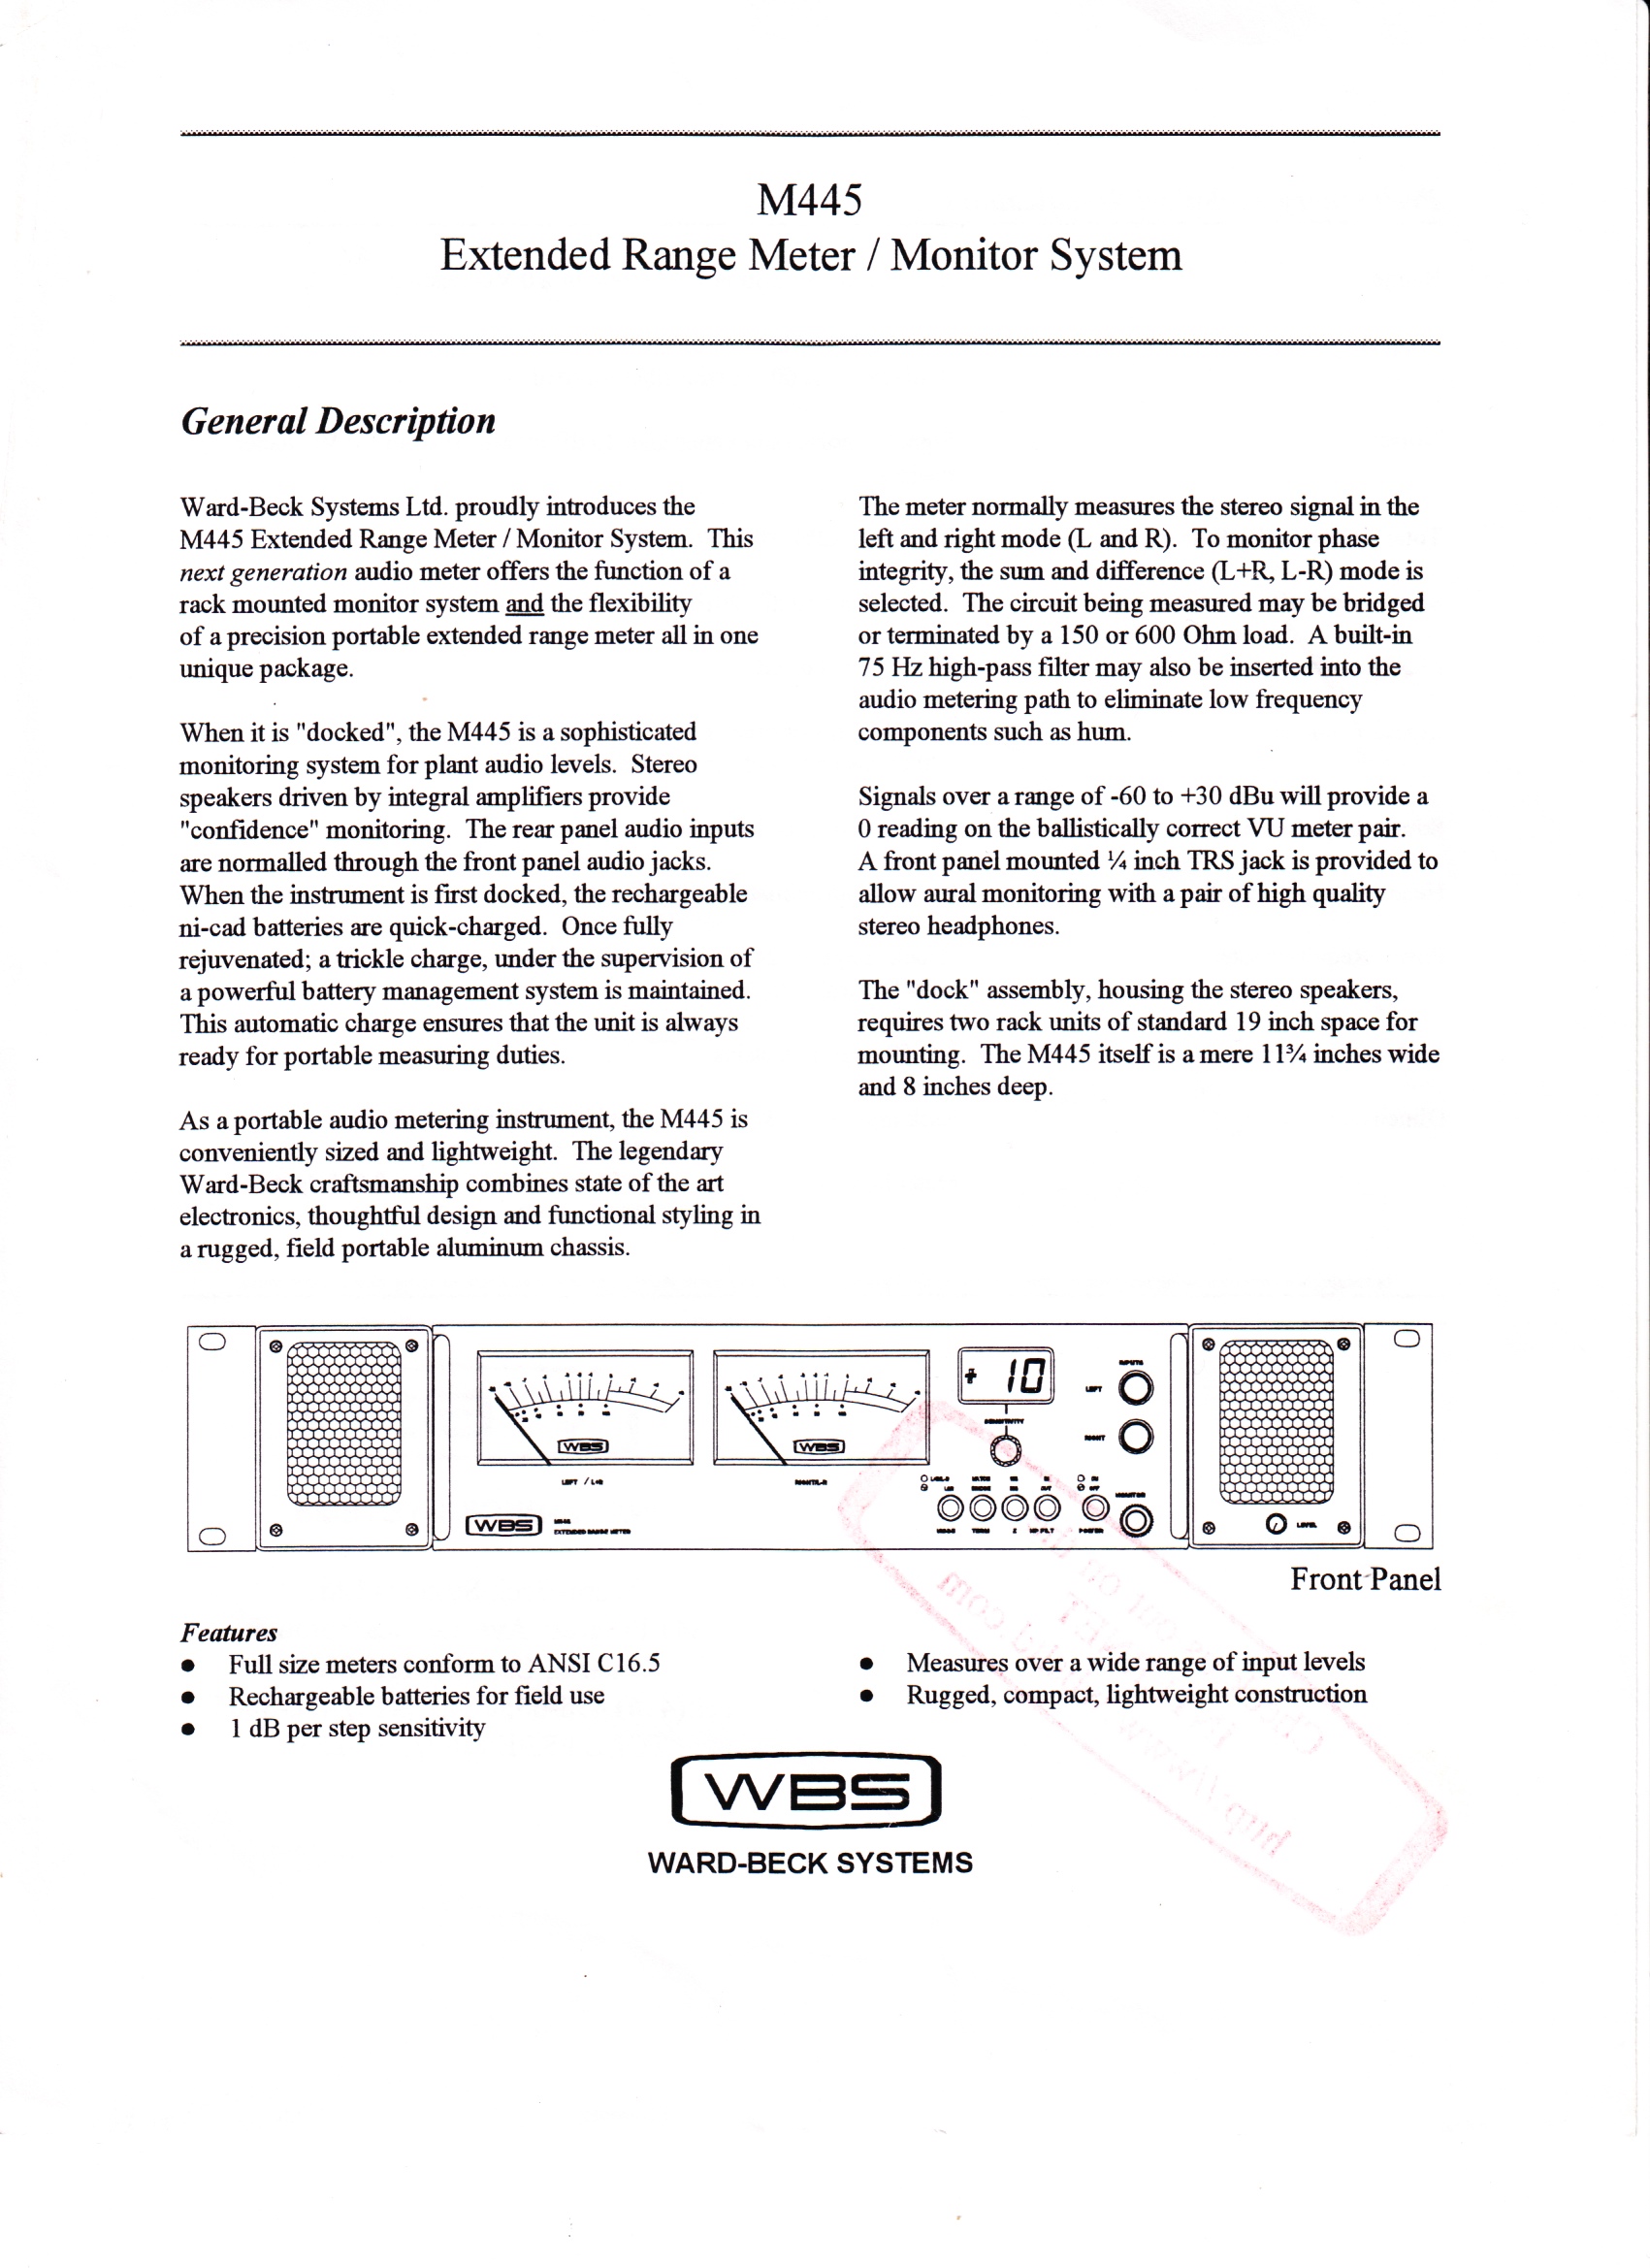 M445
Extended Range Meter / Monitor System
General Description
Ward-Beck Systems Ltd. proudly introduces the
M445 Extended Range Meter / Monitor System. This
next generation audio meter offers the function of a
rack mounted monitor system and the flexibility
of a precision portable extended range meter all in one
unique package.
When it is "docked", the M445 is a sophisticated
monitoring system for plant audio levels. Stereo
speakers driven by integral amplifiers provide
"confidence" monitoring. The rear panel audio inputs
are normalled through the front panel audio jacks.
When the instrument is first docked, the rechargeable
ni-cad batteries are quick-charged. Once fully
rejuvenated; a trickle charge, under the supervision of
a powerful battery management system is maintained.
This automatic charge ensures that the unit is always
ready for portable measuring duties.
As a portable audio metering instrument, the M445 is
conveniently sized and lightweight. The legendary
Ward-Beck craftsmanship combines state of the art
electronics, thoughtful design and functional styling in
a rugged, field portable aluminum chassis.
The meter normally measures the stereo signal in the
left and right mode (L and R). To monitor phase
integrity, the sum and difference (L+R, L-R) mode is
selected. The circuit being measured may be bridged
or terminated by a 150 or 600 Ohm load. A built-in
75 Hz high-pass filter may also be inserted into the
audio metering path to eliminate low frequency
components such as hum.
Signals over a range of -60 to +30 dBu will provide a
0 reading on the ballistically correct VU meter pair.
A front panel mounted ¼ inch TRS jack is provided to
allow aural monitoring with a pair of high quality
stereo headphones.
The "dock" assembly, housing the stereo speakers,
requires two rack units of standard 19 inch space for
mounting. The M445 itself is a mere 11¾ inches wide
and 8 inches deep.
+ 10
INPUTS
LEFT
RIGHT
SENSITIVITY
WBS
WBS
LEFT / L+R
WBS
M445
EXTENDED RANGE METER
MODE TERM Z HP FILT POWER
MONITOR
LEVEL
Front Panel
Features
● Full size meters conform to ANSI C16.5
● Rechargeable batteries for field use
● 1 dB per step sensitivity
● Measures over a wide range of input levels
● Rugged, compact, lightweight construction
WBS
WARD-BECK SYSTEMS